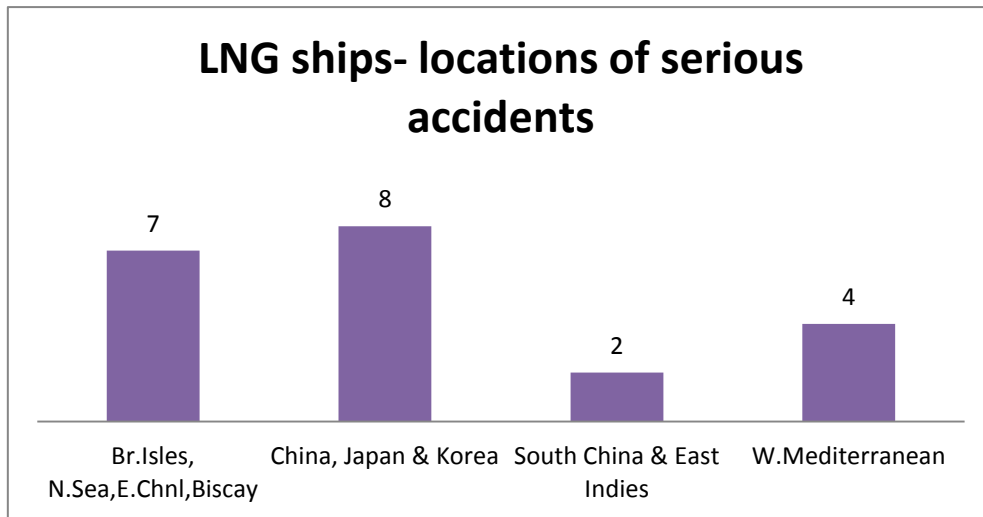 LNG ships- locations of serious
accidents
7
8
2
4
Br.Isles,
N.Sea,E.Chnl,Biscay
China, Japan & Korea
South China & East
Indies
W.Mediterranean